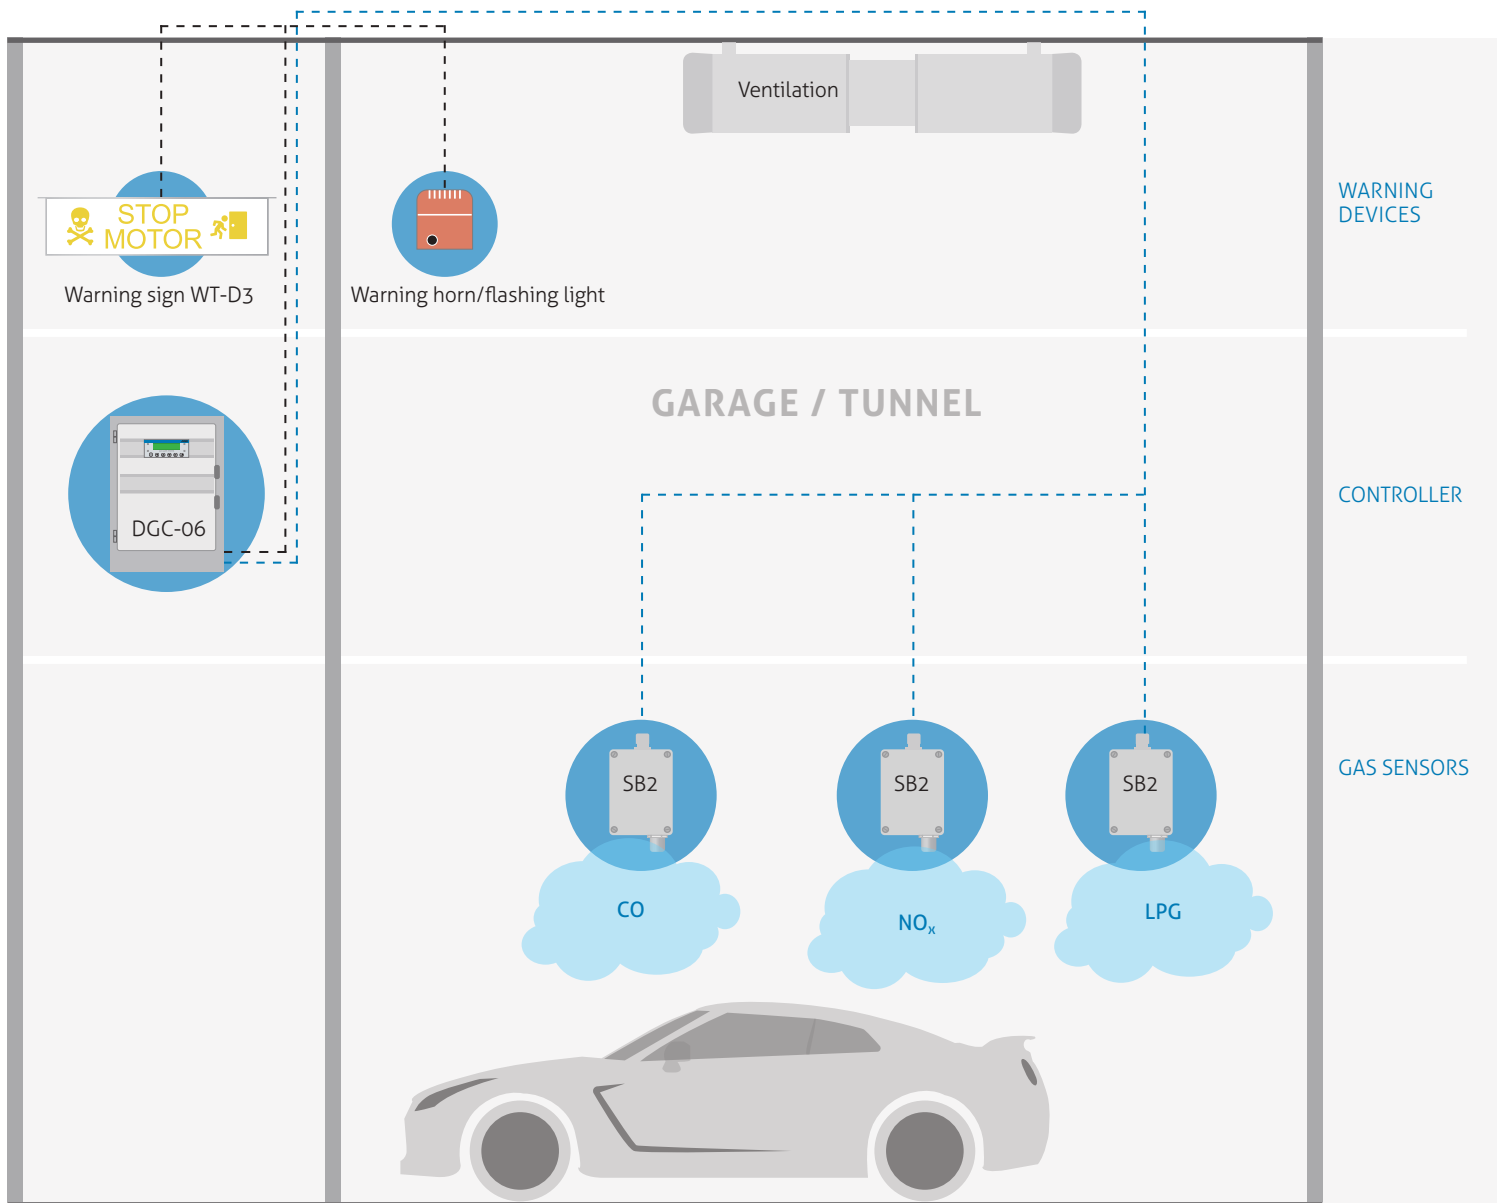 Ventilation
WARNING
DEVICES
STOP
MOTOR
Warning sign WT-D3
Warning horn/flashing light
GARAGE / TUNNEL
CONTROLLER
DGC-06
GAS SENSORS
SB2
SB2
SB2
CO
NOₓ
LPG